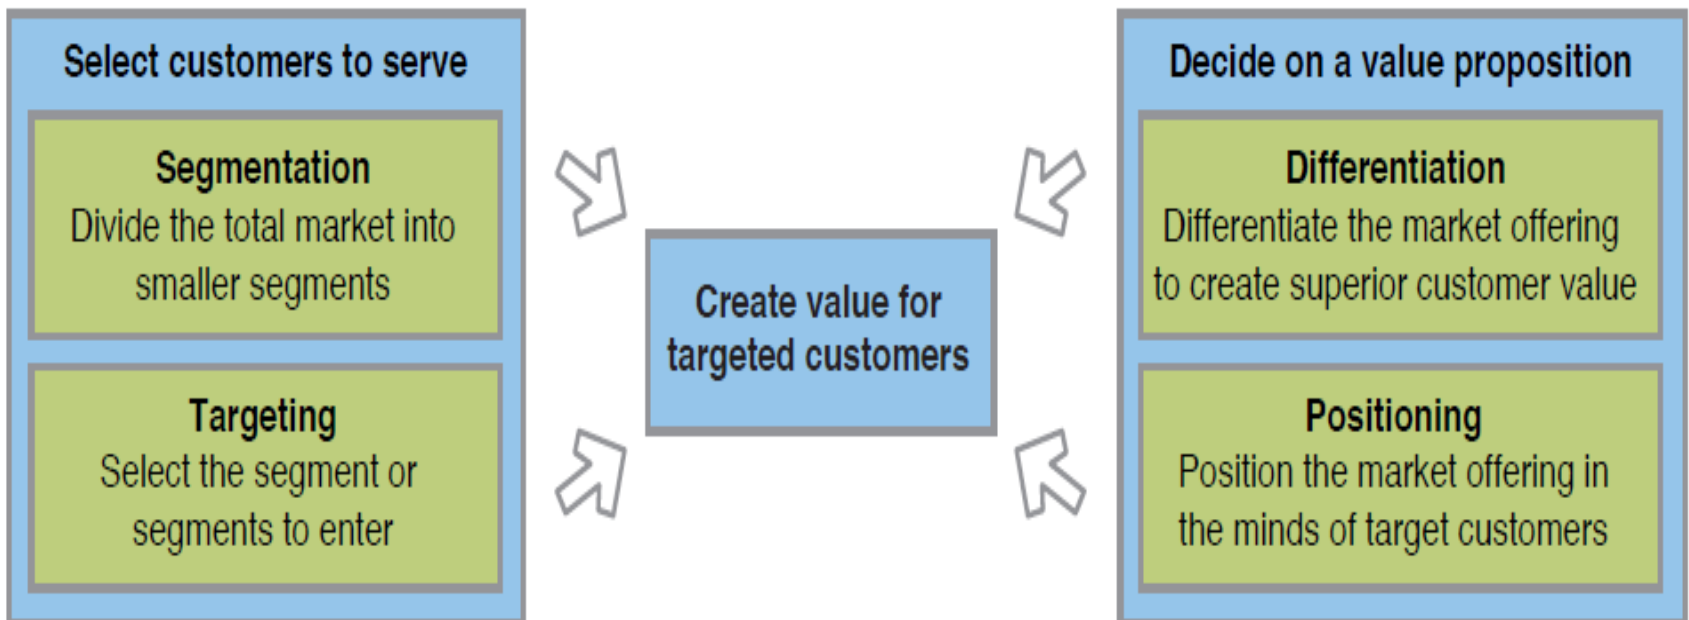 Select customers to serve
Segmentation
Divide the total market into
smaller segments
Targeting
Select the segment or
segments to enter
Create value for
targeted customers
Decide on a value proposition
Differentiation
Differentiate the market offering
to create superior customer value
Positioning
Position the market offering in
the minds of target customers